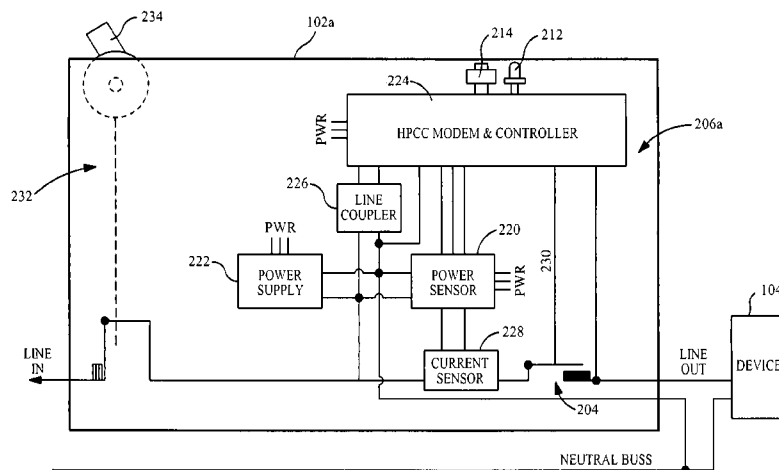 234
102a
214
212
224
HPCC MODEM & CONTROLLER
PWR
206a
232
226
LINE
COUPLER
PWR
220
222
POWER
SUPPLY
POWER
SENSOR
PWR
230
104
228
LINE
IN
CURRENT
SENSOR
204
LINE
OUT
DEVICE
NEUTRAL BUSS